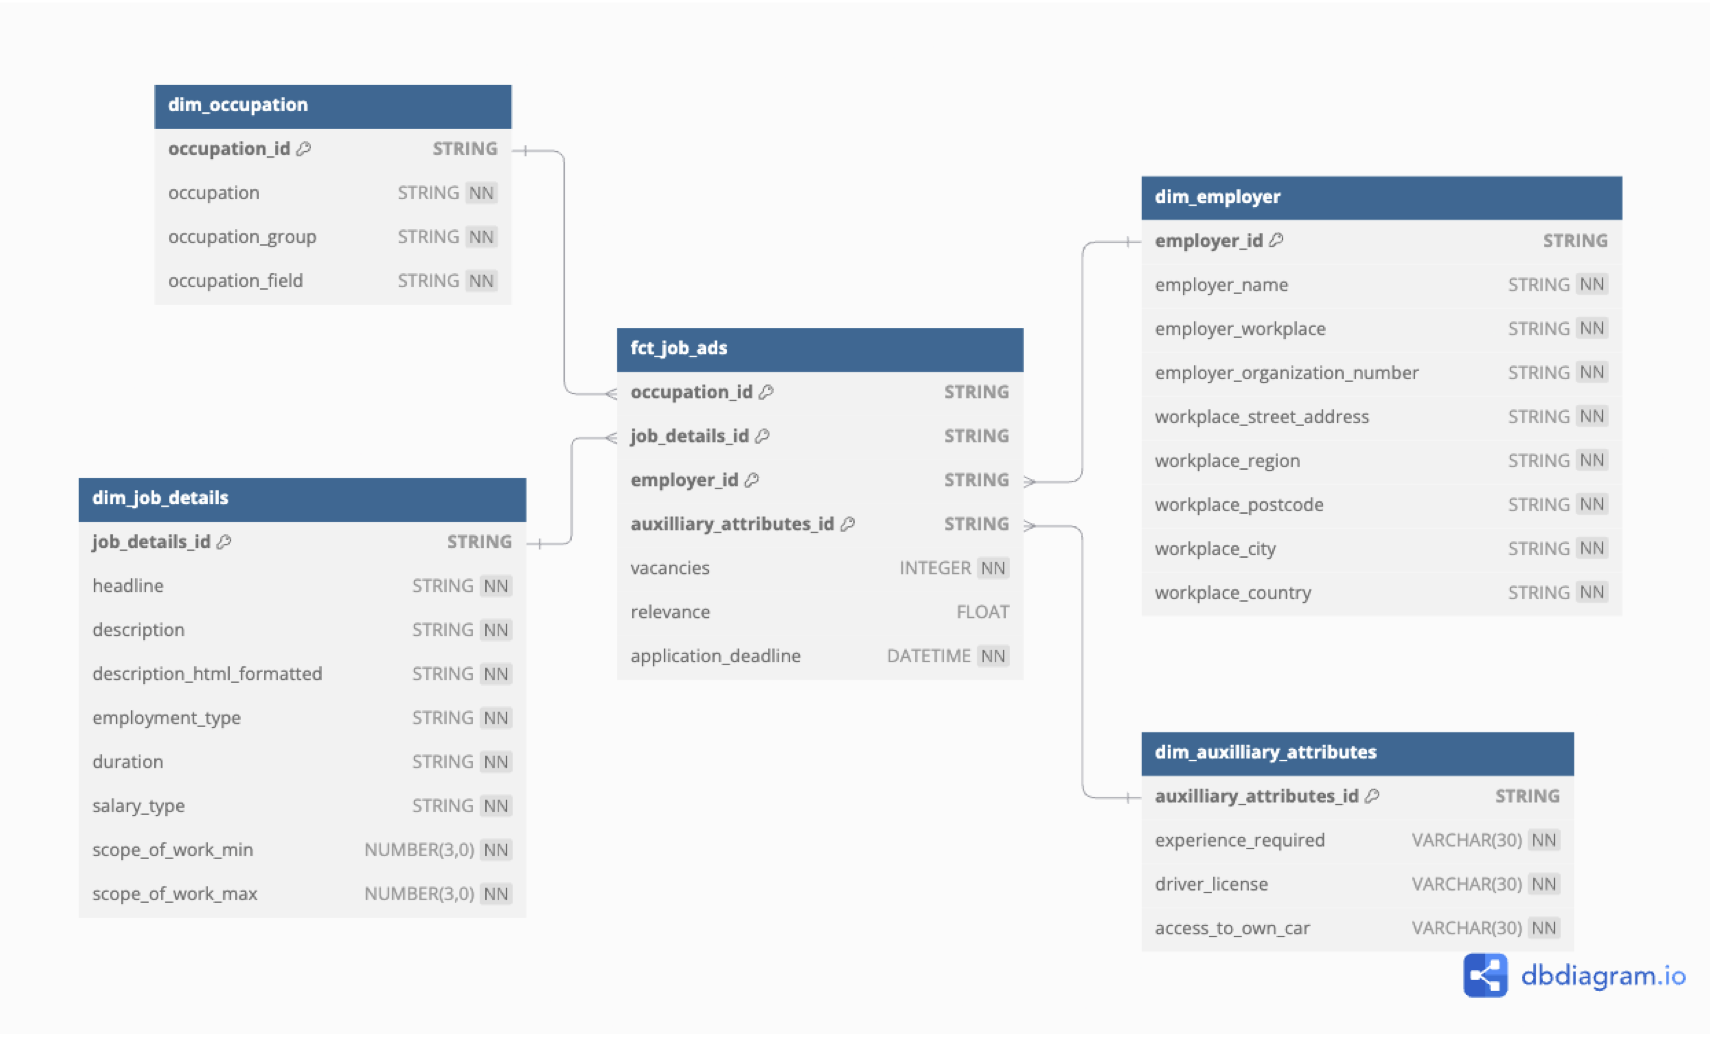 dim_occupation
occupation_id STRING
occupation STRING NN
occupation_group STRING NN
occupation_field STRING NN
dim_job_details
job_details_id STRING
headline STRING NN
description STRING NN
description_html_formatted STRING NN
employment_type STRING NN
duration STRING NN
salary_type STRING NN
scope_of_work_min NUMBER(3,0) NN
scope_of_work_max NUMBER(3,0) NN
fct_job_ads
occupation_id STRING
job_details_id STRING
employer_id STRING
auxilliary_attributes_id STRING
vacancies INTEGER NN
relevance FLOAT
application_deadline DATETIME NN
dim_employer
employer_id STRING
employer_name STRING NN
employer_workplace STRING NN
employer_organization_number STRING NN
workplace_street_address STRING NN
workplace_region STRING NN
workplace_postcode STRING NN
workplace_city STRING NN
workplace_country STRING NN
dim_auxilliary_attributes
auxilliary_attributes_id STRING
experience_required VARCHAR(30) NN
driver_license VARCHAR(30) NN
access_to_own_car VARCHAR(30) NN
dbdiagram.io